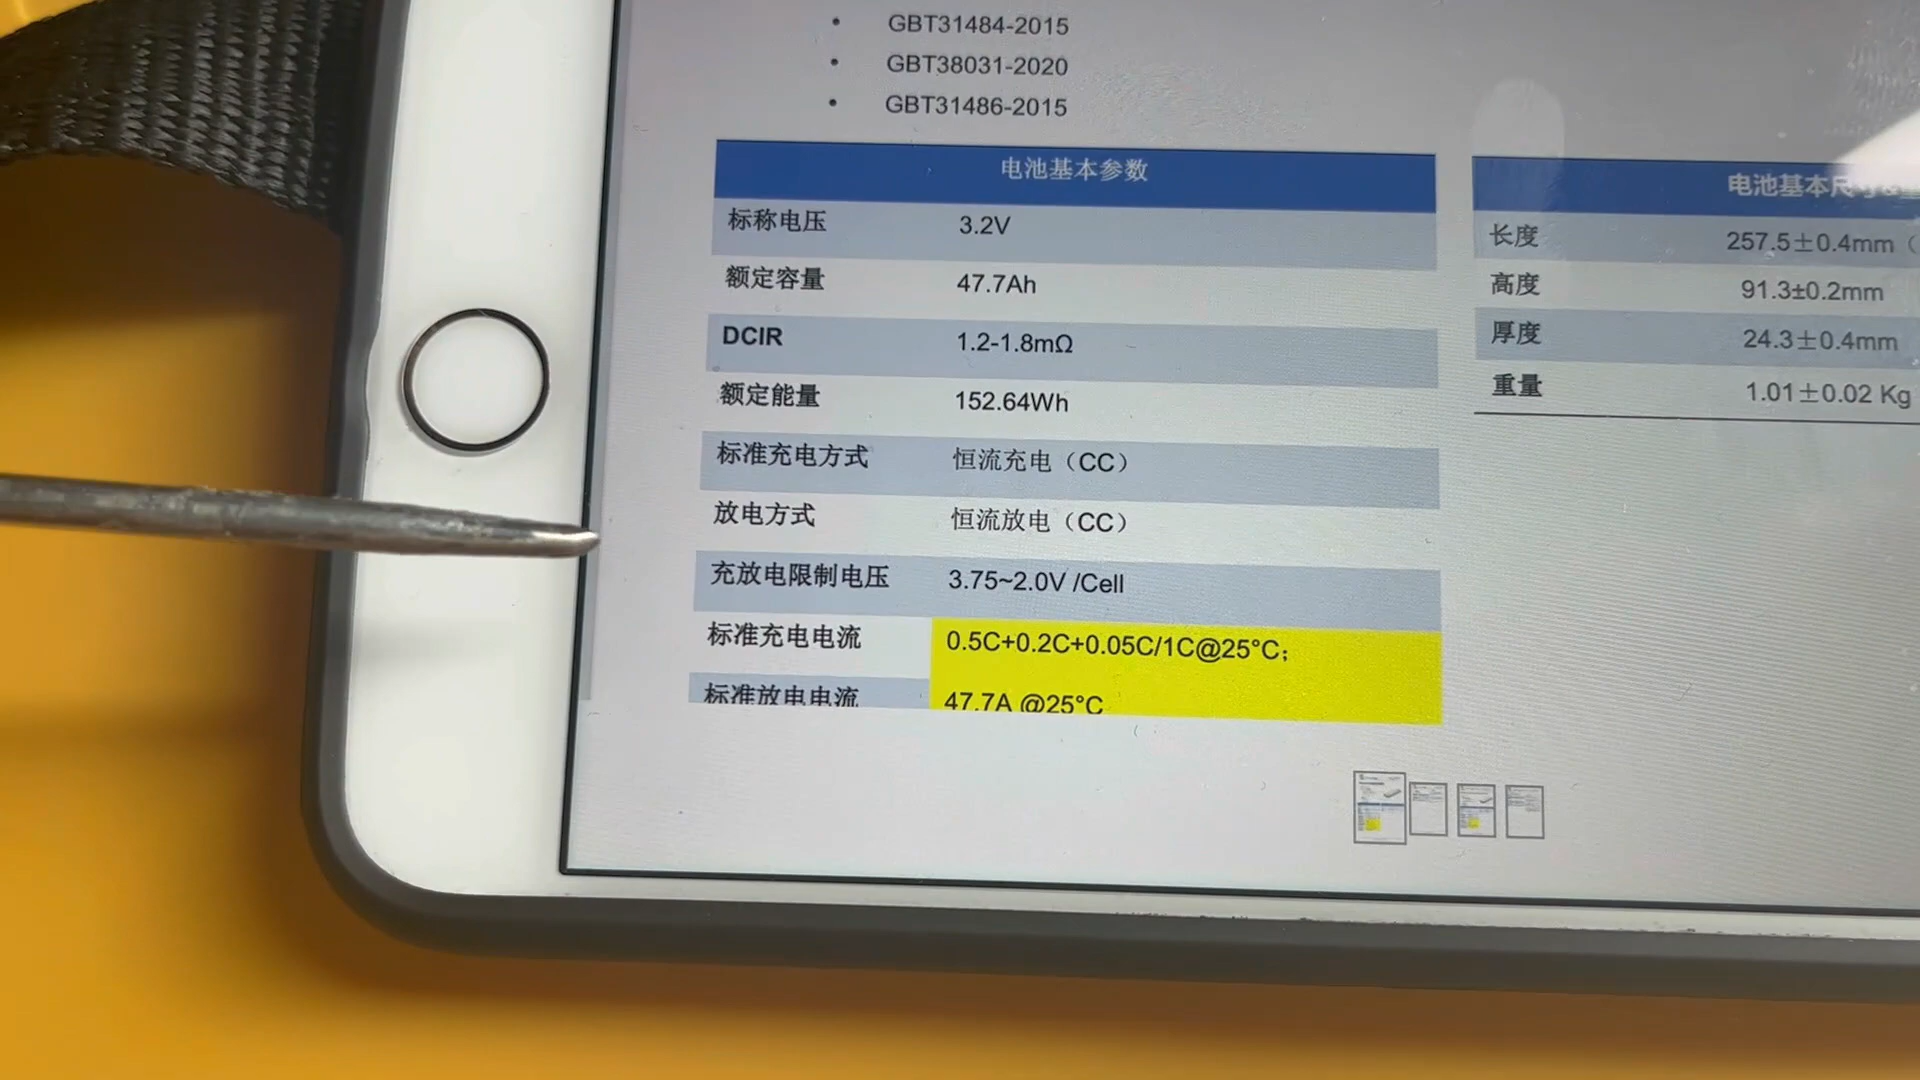 GBT31484-2015
GBT38031-2020
GBT31486-2015
电池基本参数
标称电压 3.2V
额定容量 47.7Ah
DCIR 1.2-1.8mΩ
额定能量 152.64Wh
标准充电方式 恒流充电（CC）
放电方式 恒流放电（CC）
充放电限制电压 3.75~2.0V /Cell
标准充电电流 0.5C+0.2C+0.05C/1C@25°C;
标准放电电流 47.7A @25°C
电池基本尺寸&
长度 257.5±0.4mm（
高度 91.3±0.2mm
厚度 24.3±0.4mm
重量 1.01±0.02 Kg